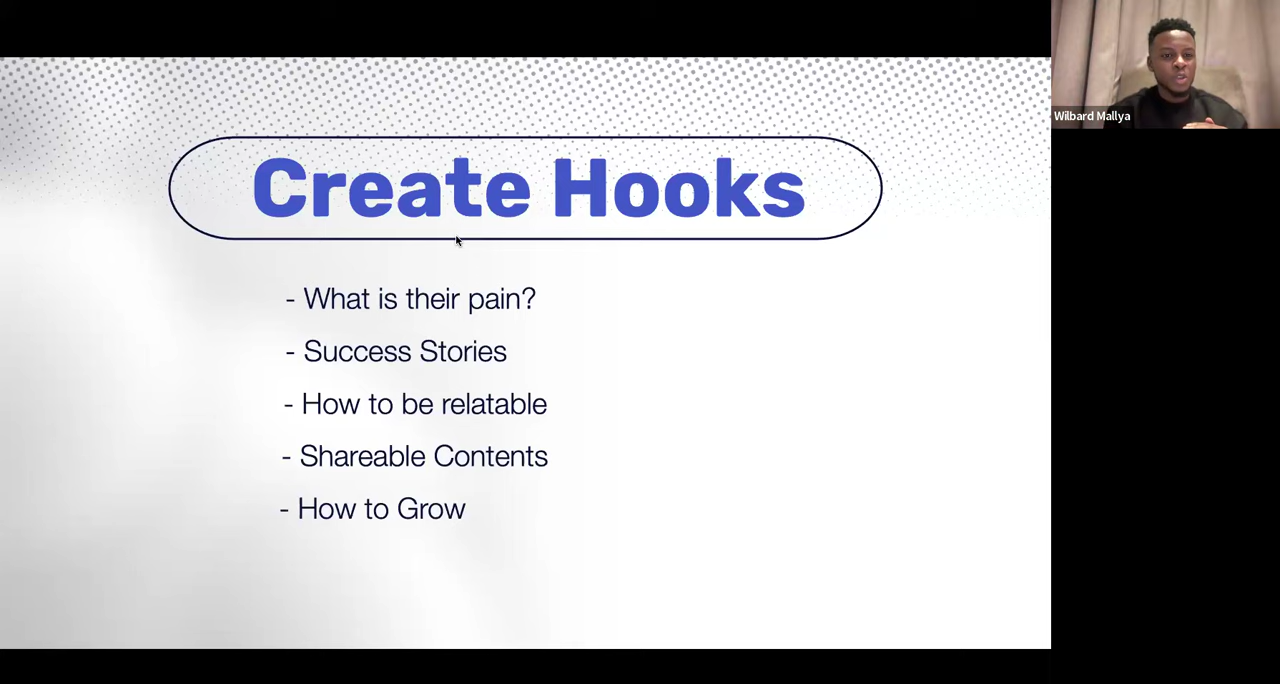 Create Hooks
- What is their pain?
- Success Stories
- How to be relatable
- Shareable Contents
- How to Grow
Wilbard Mallya